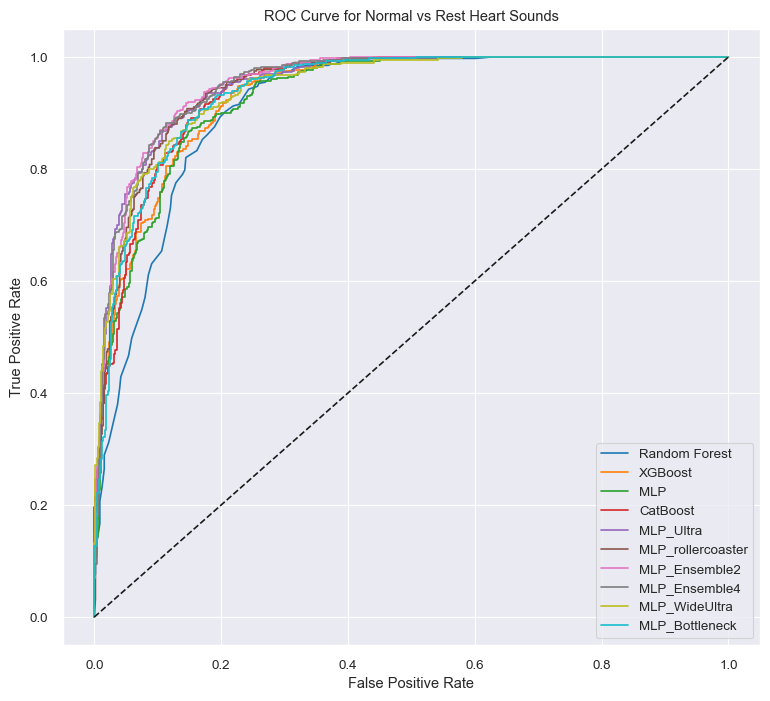 ROC Curve for Normal vs Rest Heart Sounds
True Positive Rate
1.0
0.8
0.6
0.4
0.2
0.0
0.0 0.2 0.4 0.6 0.8 1.0
False Positive Rate
Random Forest
XGBoost
MLP
CatBoost
MLP_Ultra
MLP_rollercoaster
MLP_Ensemble2
MLP_Ensemble4
MLP_WideUltra
MLP_Bottleneck